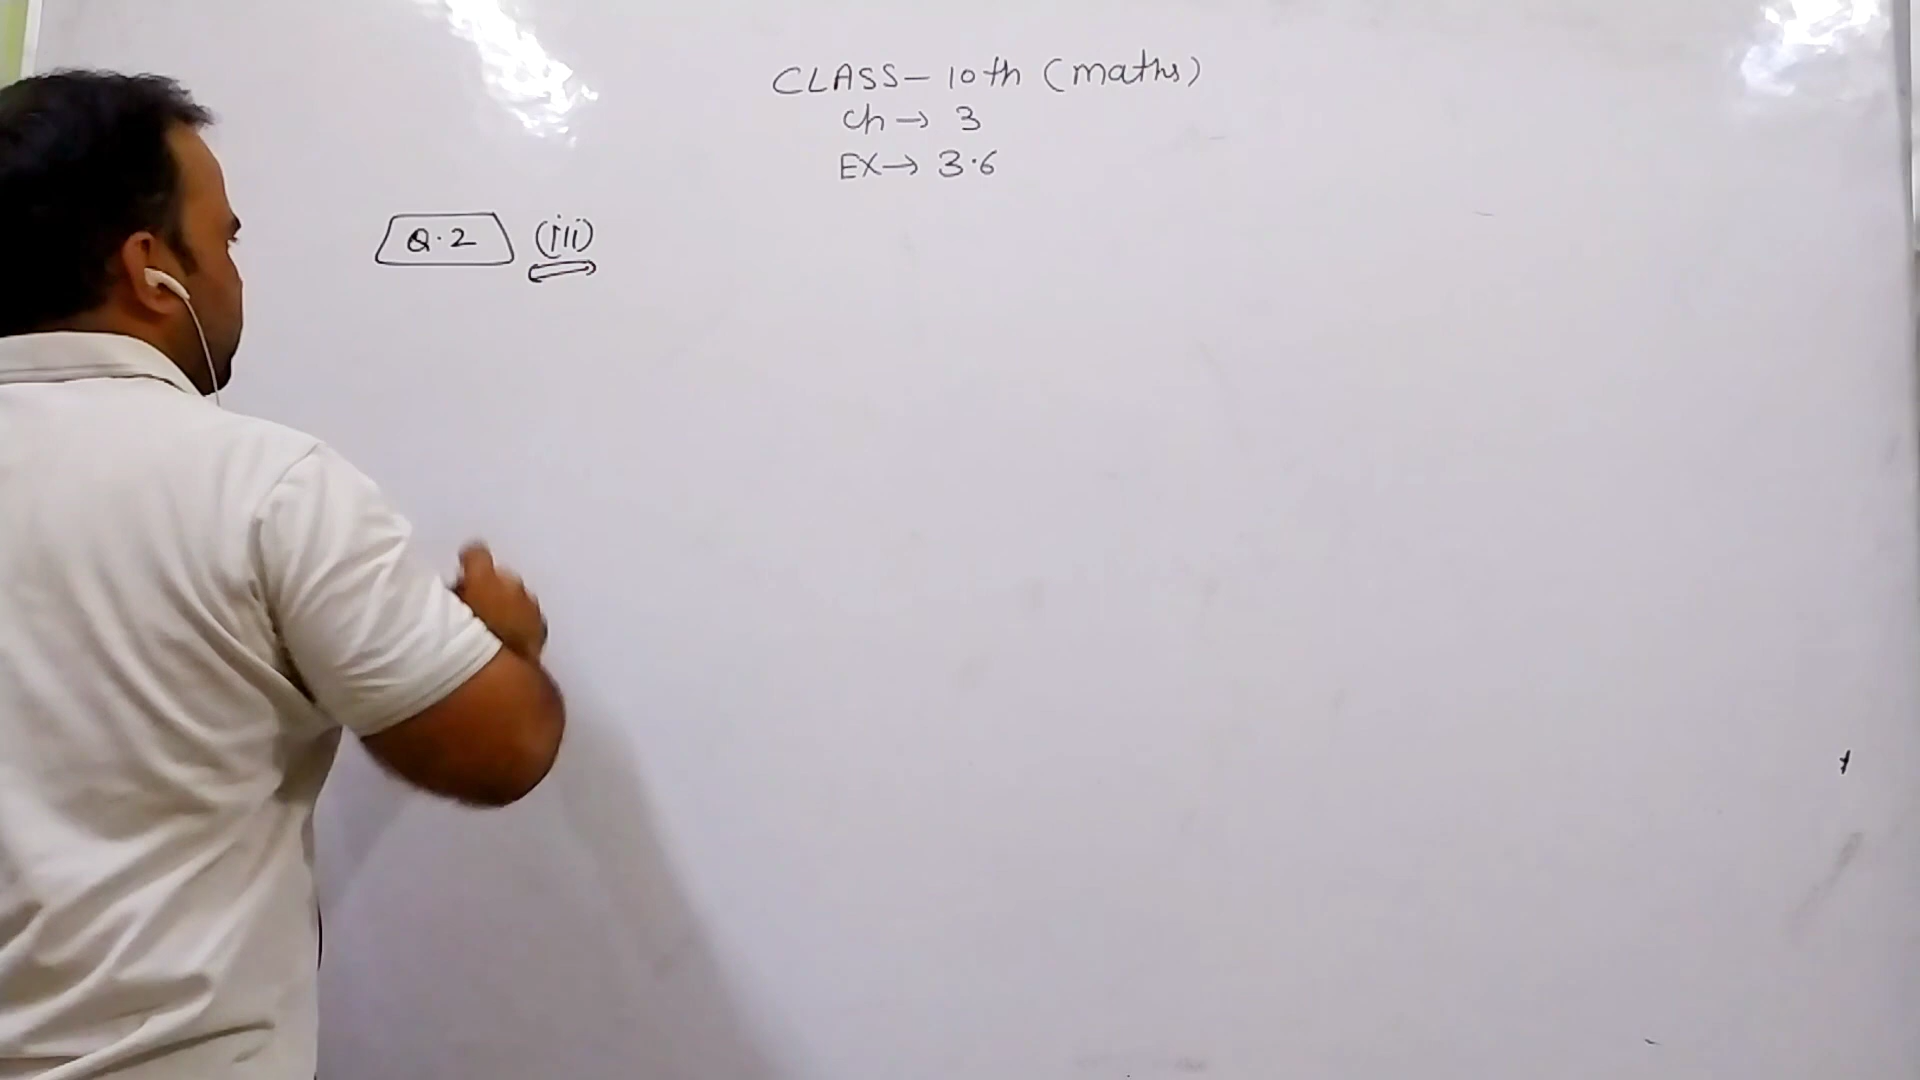 CLASS - 10th (maths)
Ch → 3
EX → 3.6
Q.2 (iii)